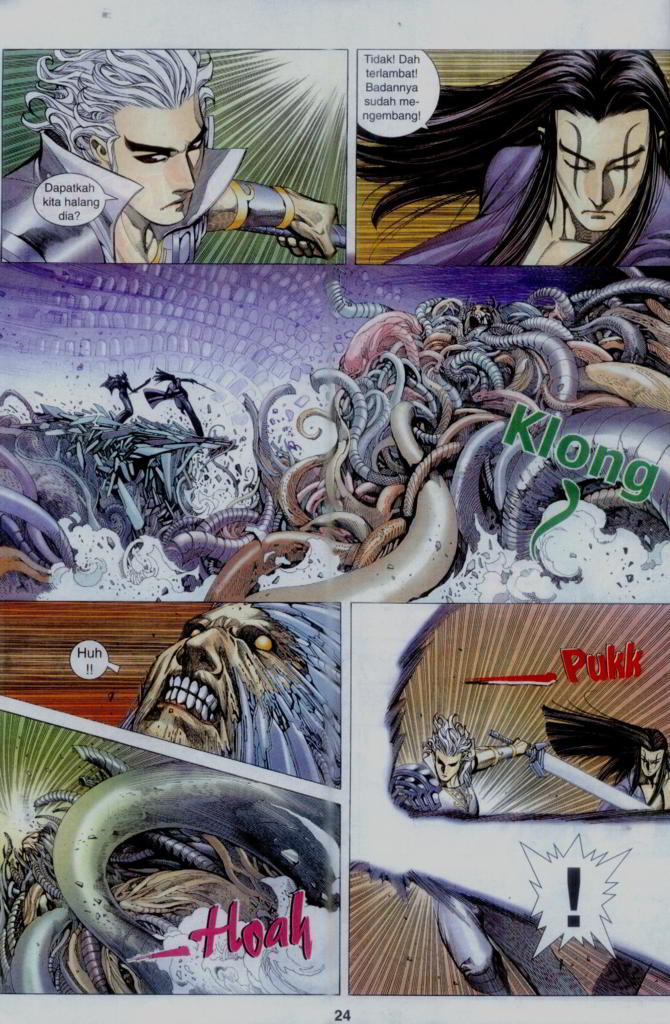 Dapatkah
kita halang
dia?
Tidak! Dah
terlambat!
Badannya
sudah me-
ngembang!
Klong
Huh
!!
Pukk
Hoah
!
24